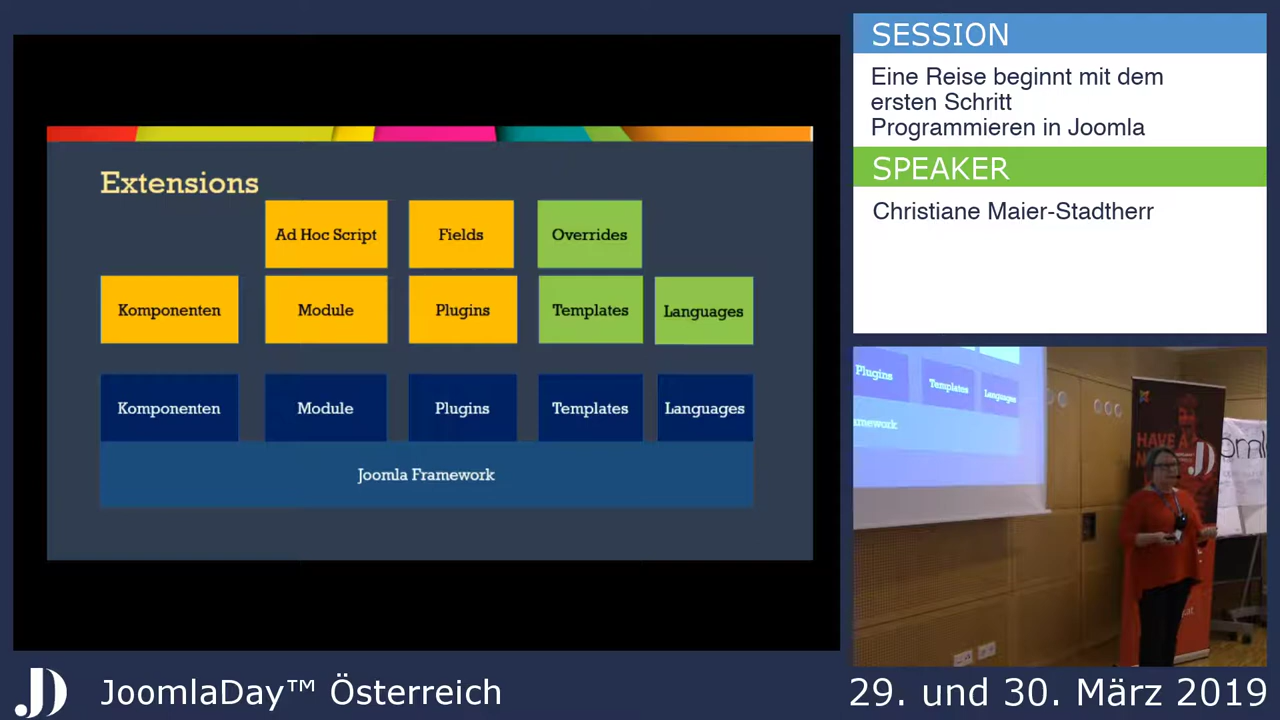 Extensions
Ad Hoc Script
Fields
Overrides
Komponenten
Module
Plugins
Templates
Languages
Komponenten
Module
Plugins
Templates
Languages
Joomla Framework
SESSION
Eine Reise beginnt mit dem
ersten Schritt
Programmieren in Joomla
SPEAKER
Christiane Maier-Stadtherr
Plugins
Templates
Languages
HAVE A
JoomlaDay™ Österreich
29. und 30. März 2019